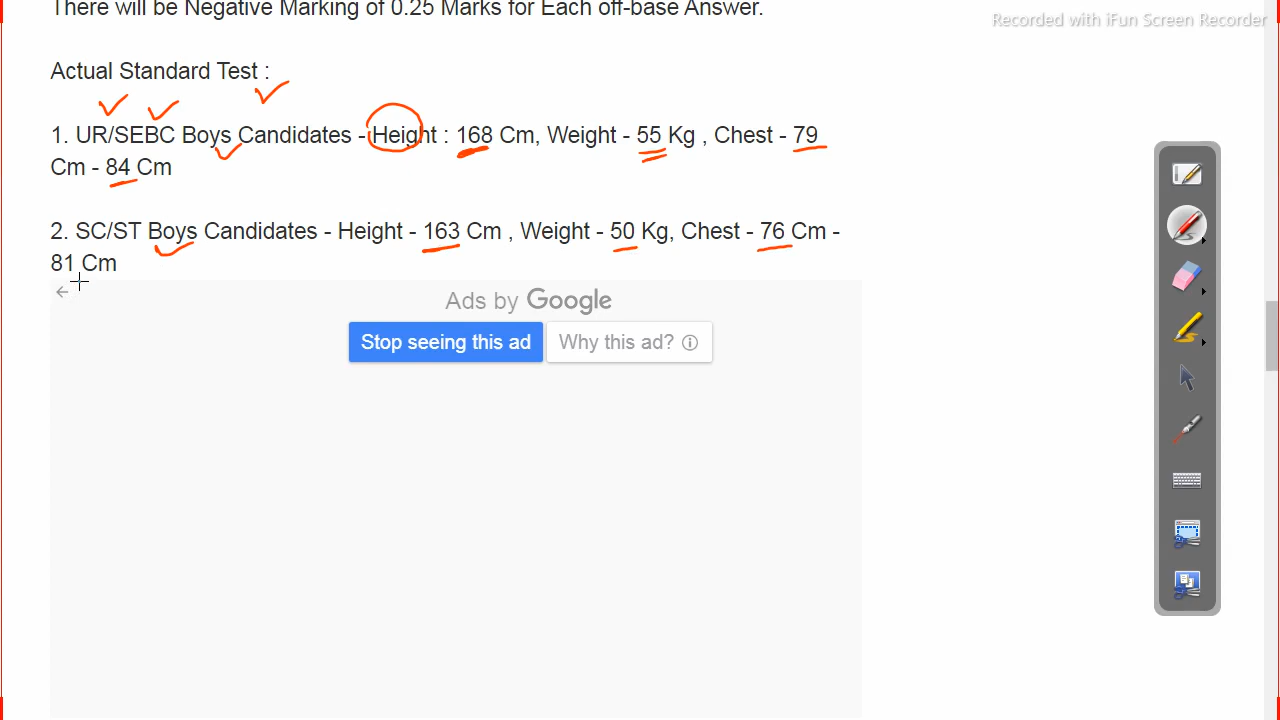 There will be Negative Marking of 0.25 Marks for Each off-base Answer.
Recorded with iFun Screen Recorder
Actual Standard Test :
1. UR/SEBC Boys Candidates - Height : 168 Cm, Weight - 55 Kg , Chest - 79
Cm - 84 Cm
2. SC/ST Boys Candidates - Height - 163 Cm , Weight - 50 Kg, Chest - 76 Cm -
81 Cm
Ads by Google
Stop seeing this ad
Why this ad?